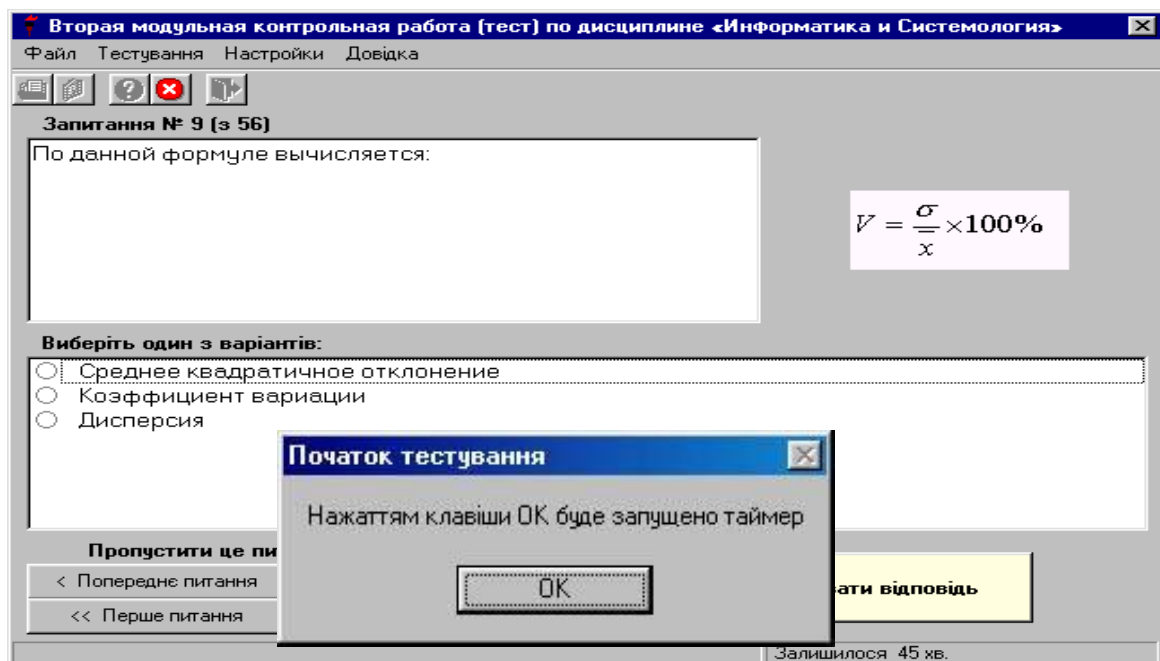 Вторая модульная контрольная работа (тест) по дисциплине «Информатика и Системология»
Файл Тестування Настройки Довідка
Запитання № 9 (з 56)
По данной формуле вычисляется:
V = σ / x̄ ×100%
Виберіть один з варіантів:
Среднее квадратичное отклонение
Коэффициент вариации
Дисперсия
Початок тестування
Нажаттям клавіши ОК буде запущено таймер
OK
Пропустити це пи
< Попереднє питання
<< Перше питання
ати відповідь
Залишилося 45 хв.